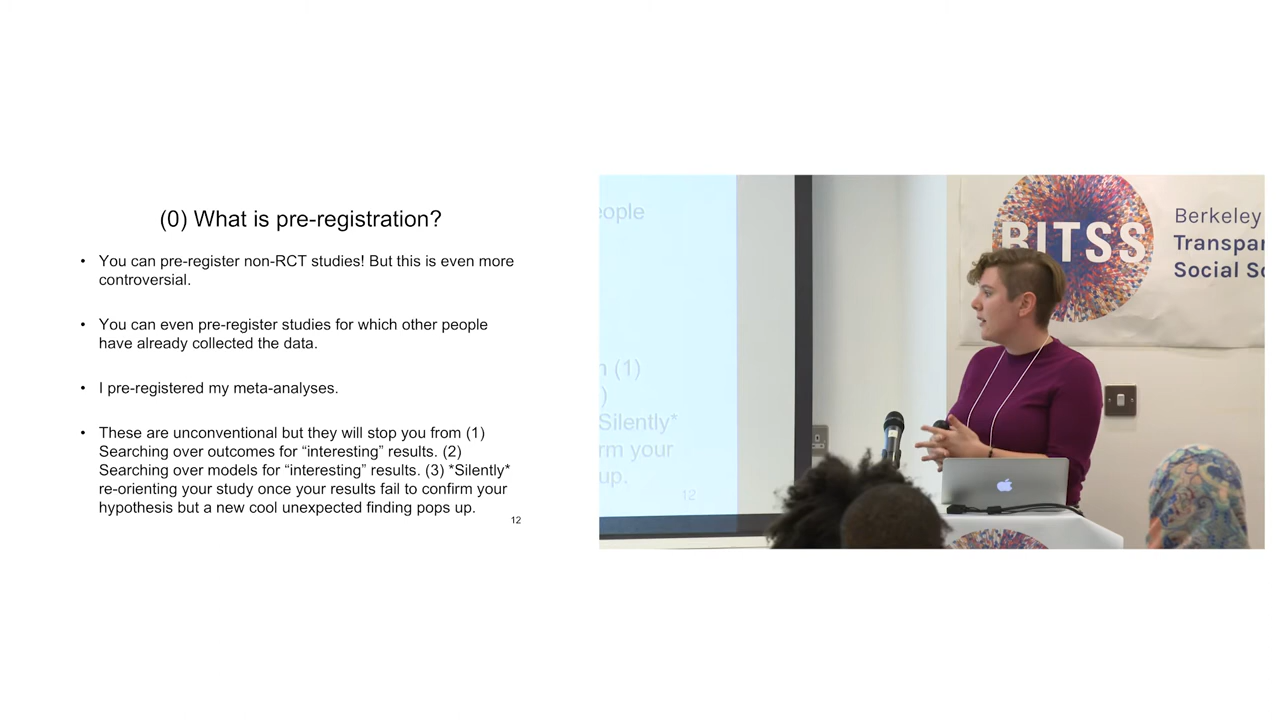 (0) What is pre-registration?
• You can pre-register non-RCT studies! But this is even more
controversial.
• You can even pre-register studies for which other people
have already collected the data.
• I pre-registered my meta-analyses.
• These are unconventional but they will stop you from (1)
Searching over outcomes for “interesting” results. (2)
Searching over models for “interesting” results. (3) *Silently*
re-orienting your study once your results fail to confirm your
hypothesis but a new cool unexpected finding pops up.
12
people
(1)
)
*Silently*
your
up.
12
BITSS
Berkeley
Transpar
Social Sc